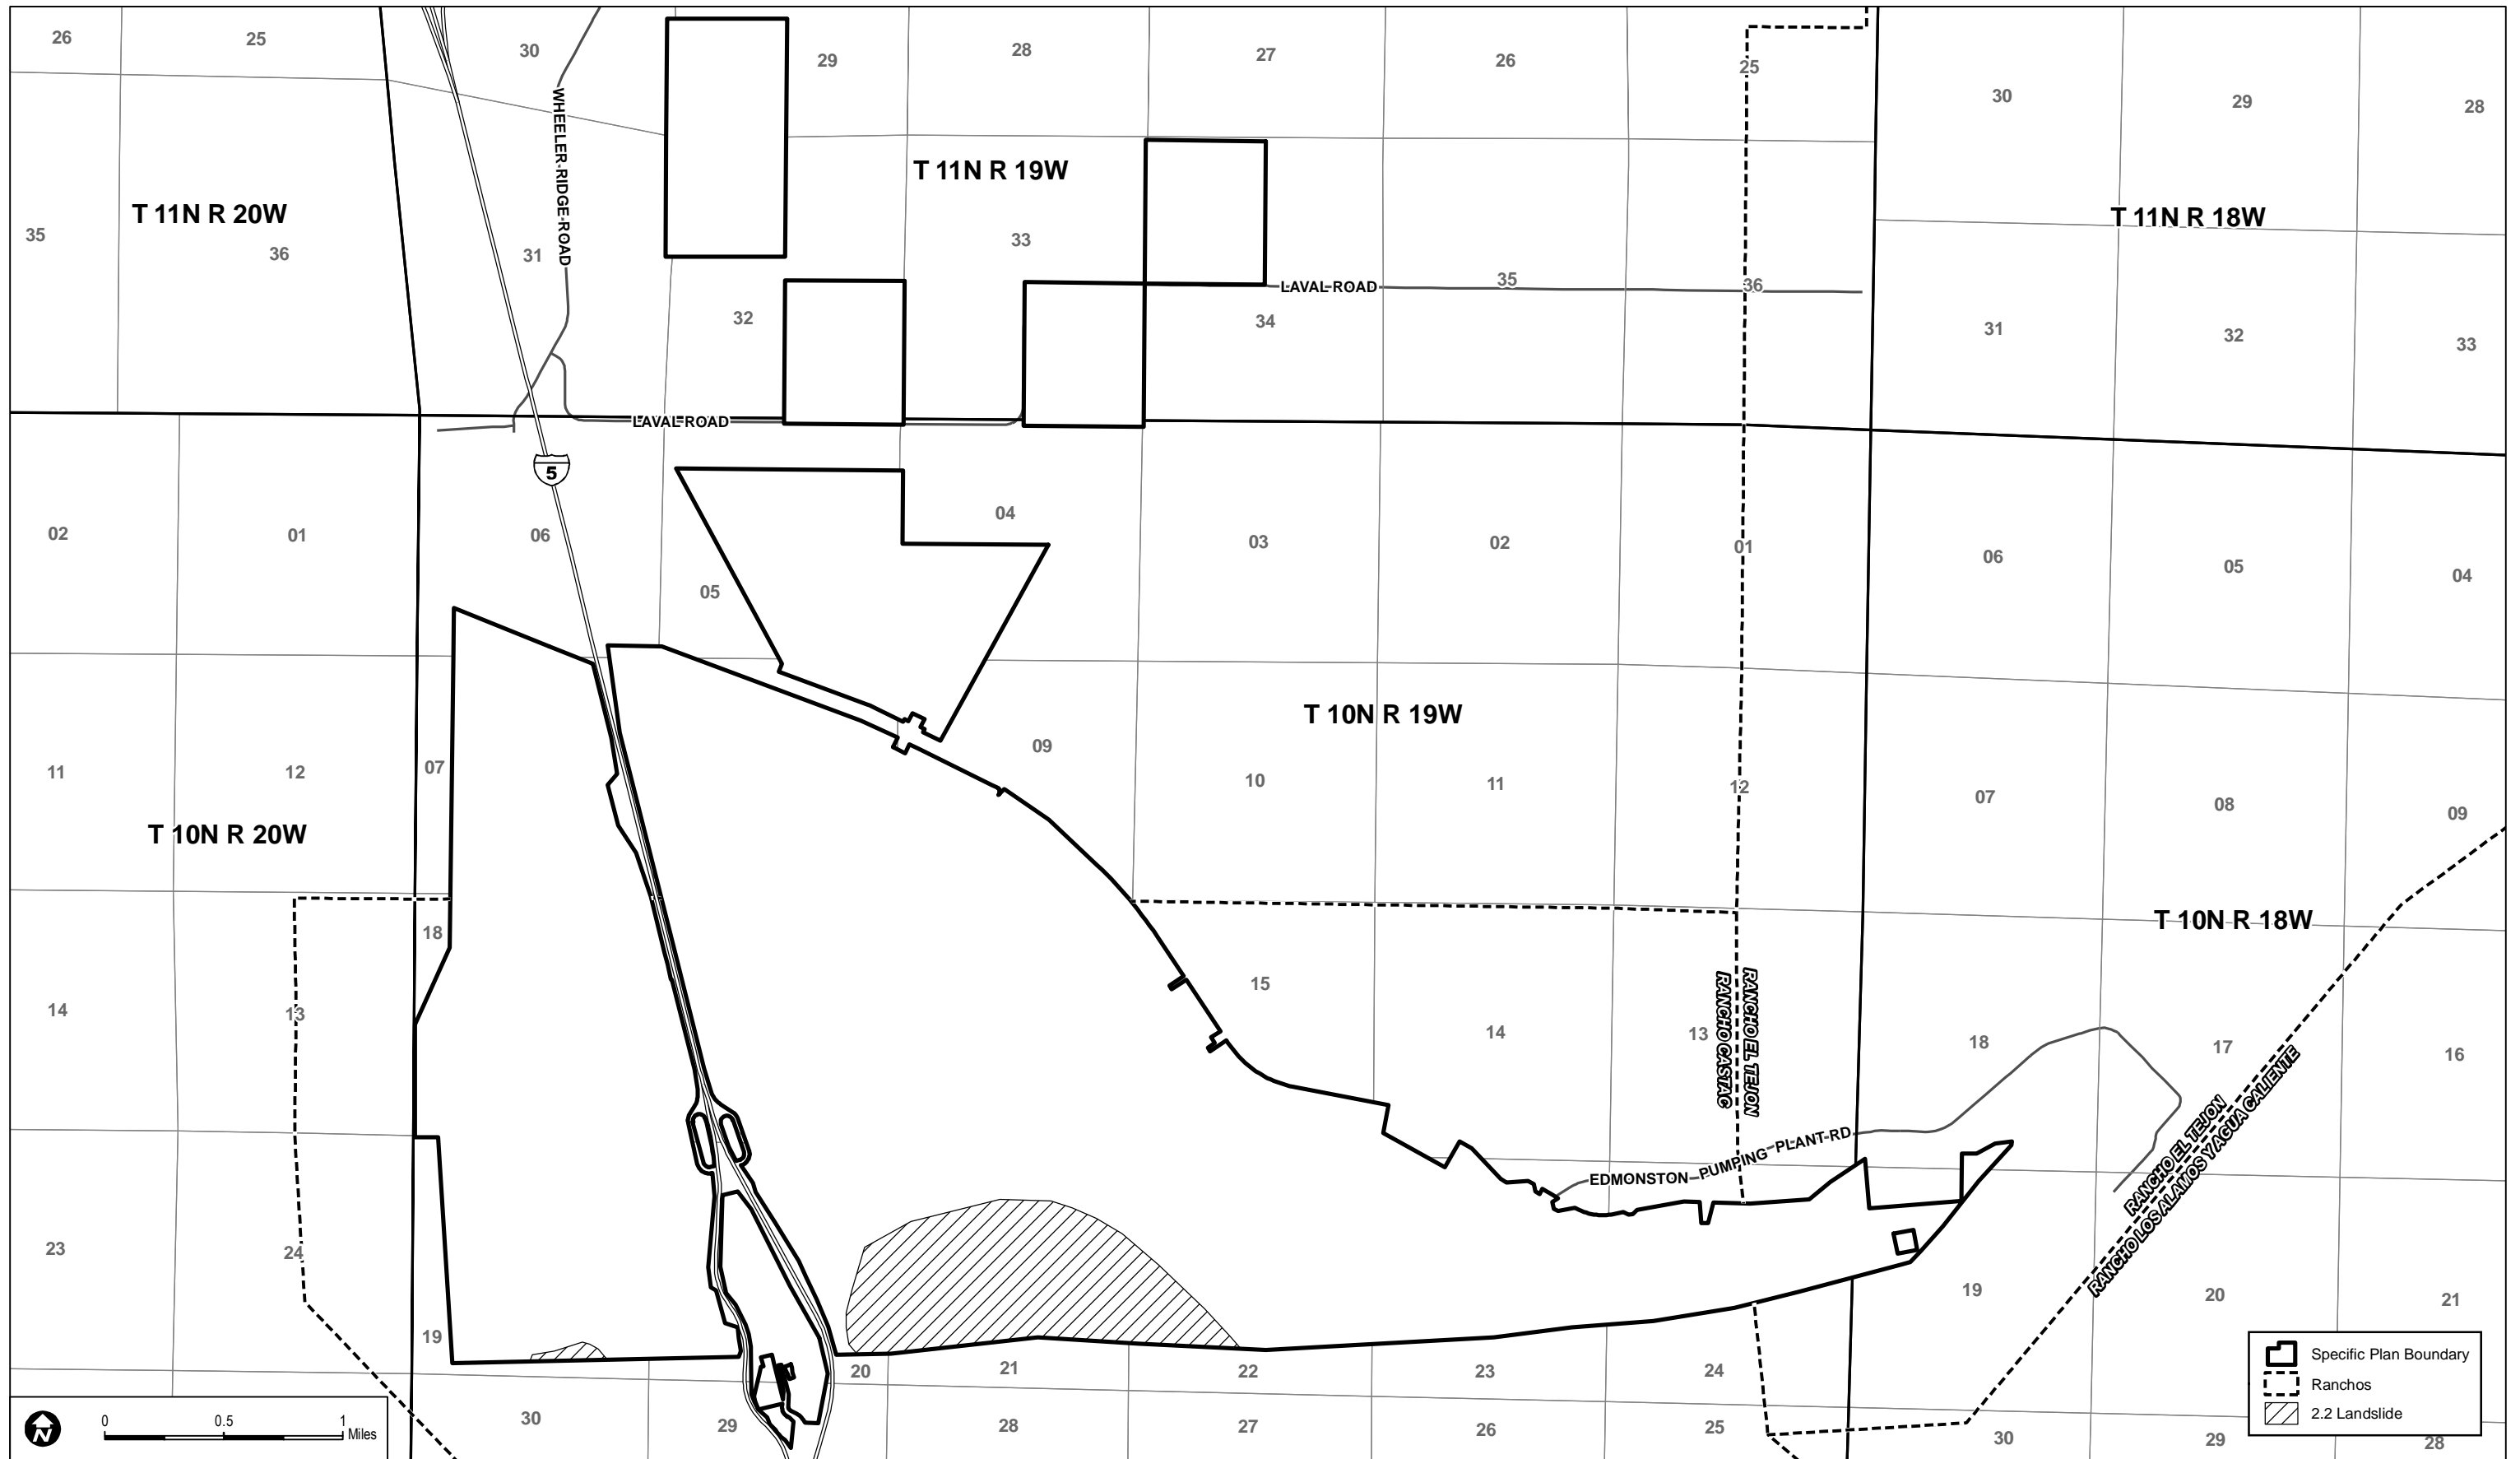 26 25 30 29 28 27 26 25 30 29 28
WHEELER RIDGE ROAD
T 11N R 20W
T 11N R 19W
T 11N R 18W
35 36 31 32 33 34 35 36 31 32 33
LAVAL ROAD
LAVAL ROAD
5
02 01 06 05 04 03 02 01 06 05 04
T 10N R 19W
11 12 07 09 10 11 12 07 08 09
T 10N R 20W
T 10N R 18W
14 13 18 15 14 13 18 17 16
RANCHO CASTAC
RANCHO EL TEJON
EDMONSTON PUMPING PLANT RD
RANCHO EL TEJON
RANCHO LOS ALAMOS Y AGUA CALIENTE
23 24 19 20 21 22 23 24 19 20 21
30 29 28 27 26 25 30 29 28
N
0 0.5 1
Miles
Specific Plan Boundary
Ranchos
2.2 Landslide